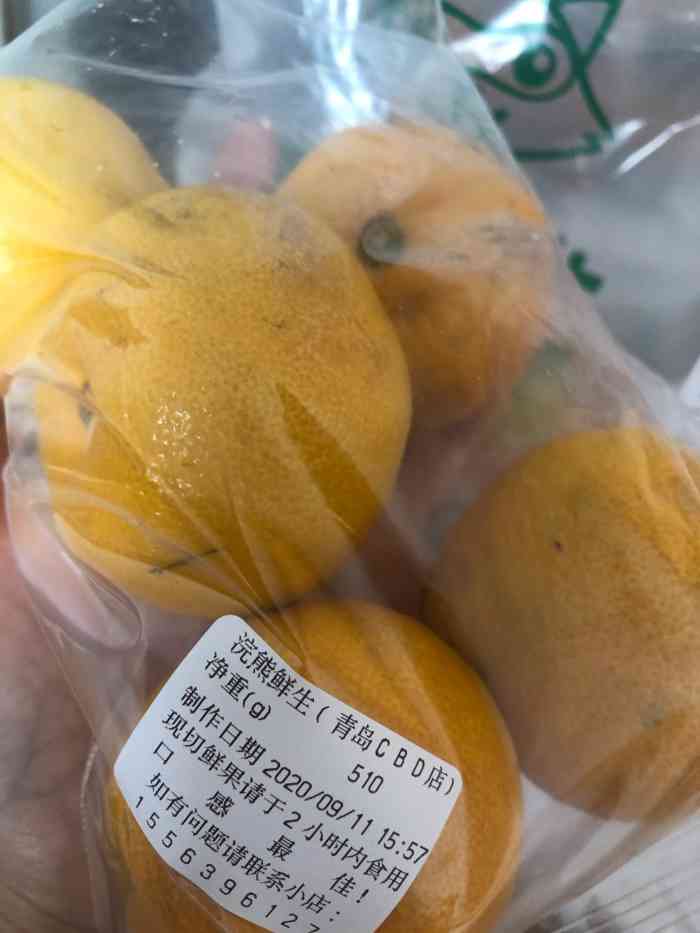 浣熊鲜生(青岛CBD店)
净重(g) 510
制作日期 2020/09/11 15:57
现切鲜果请于2小时内食用
口感最佳！
如有问题请联系小店：
1556396127